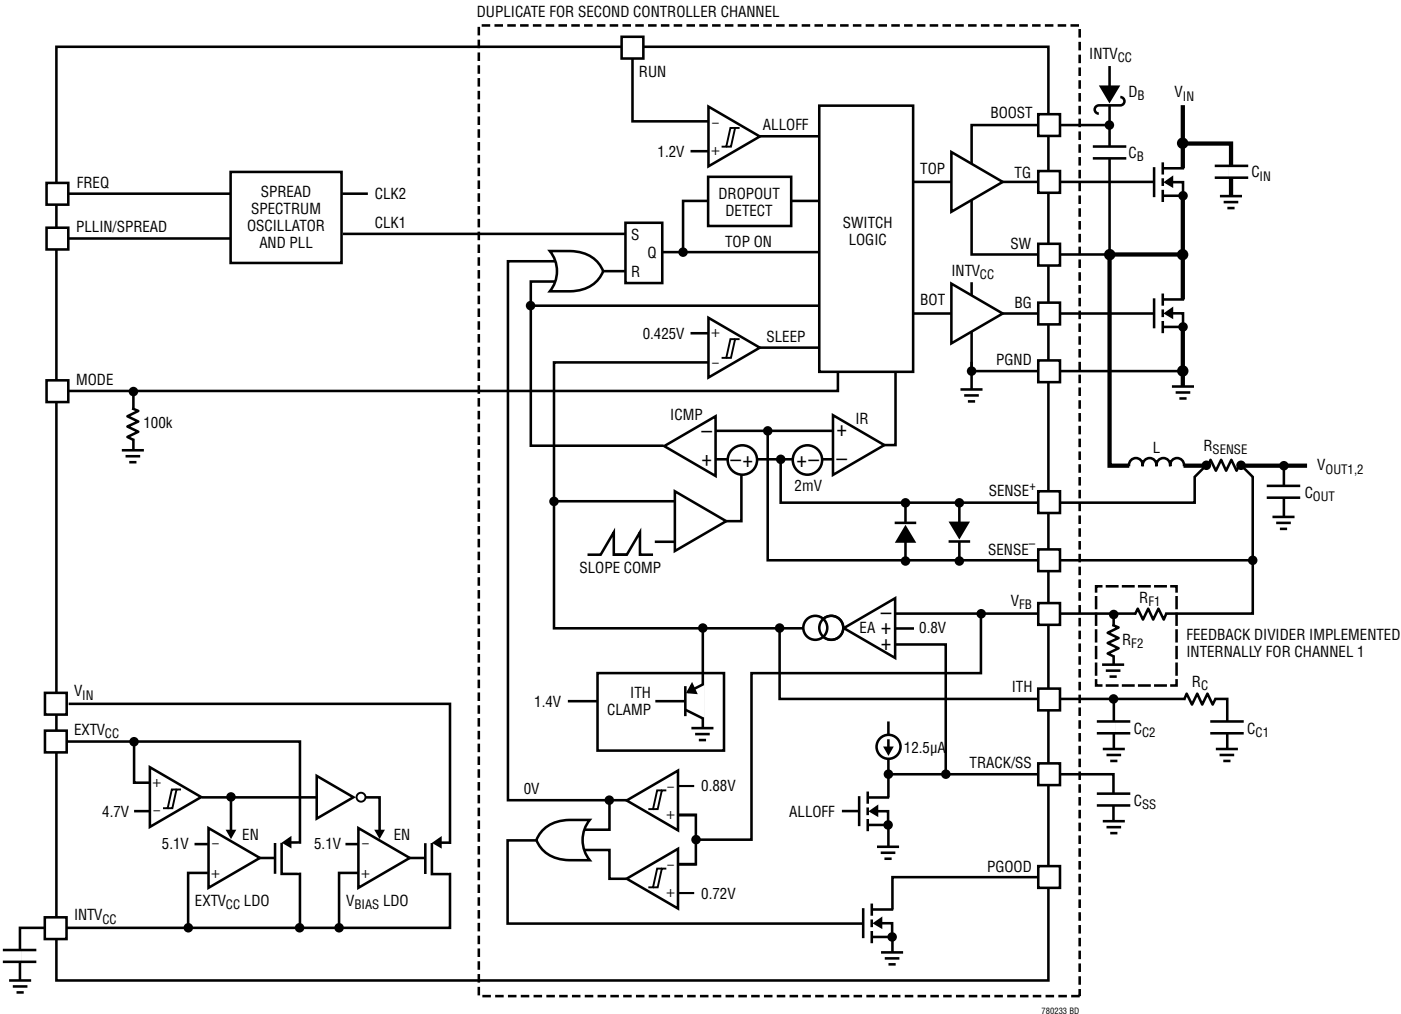 DUPLICATE FOR SECOND CONTROLLER CHANNEL
RUN
1.2V
−
+
ALLOFF
FREQ
PLLIN/SPREAD
SPREAD
SPECTRUM
OSCILLATOR
AND PLL
CLK2
CLK1
S
R
Q
DROPOUT
DETECT
TOP ON
SWITCH
LOGIC
0.425V
+
−
SLEEP
TOP
BOT
INTVCC
BOOST
TG
SW
BG
PGND
INTVCC
DB
CB
VIN
CIN
MODE
100k
ICMP
−
+
−+
+−
2mV
IR
+
−
SLOPE COMP
SENSE+
SENSE−
L
RSENSE
VOUT1,2
COUT
VFB
EA
−
+
+
0.8V
RF1
RF2
FEEDBACK DIVIDER IMPLEMENTED
INTERNALLY FOR CHANNEL 1
1.4V
ITH
CLAMP
ITH
RC
CC2
CC1
12.5µA
TRACK/SS
CSS
ALLOFF
0V
0.88V
−
+
0.72V
−
+
PGOOD
VIN
EXTVCC
4.7V
+
−
5.1V
−
+
EN
EXTVCC LDO
5.1V
−
+
EN
VBIAS LDO
INTVCC
780233 BD